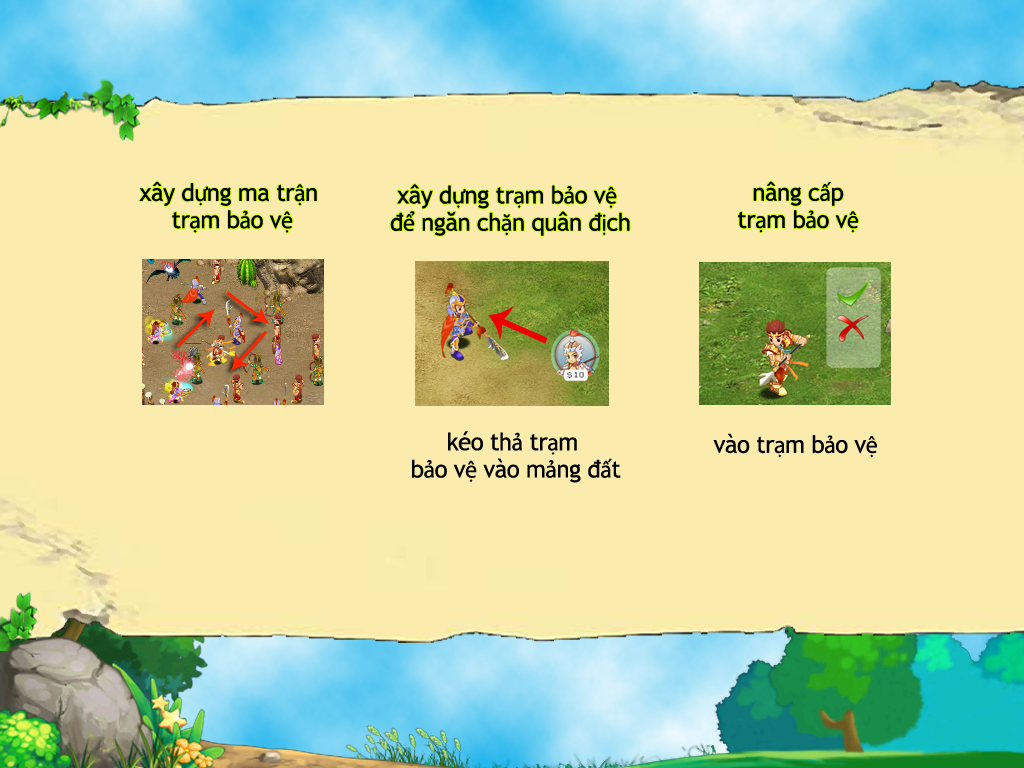 xây dựng ma trận
trạm bảo vệ
xây dựng trạm bảo vệ
để ngăn chặn quân địch
nâng cấp
trạm bảo vệ
$10
kéo thả trạm
bảo vệ vào mảng đất
vào trạm bảo vệ